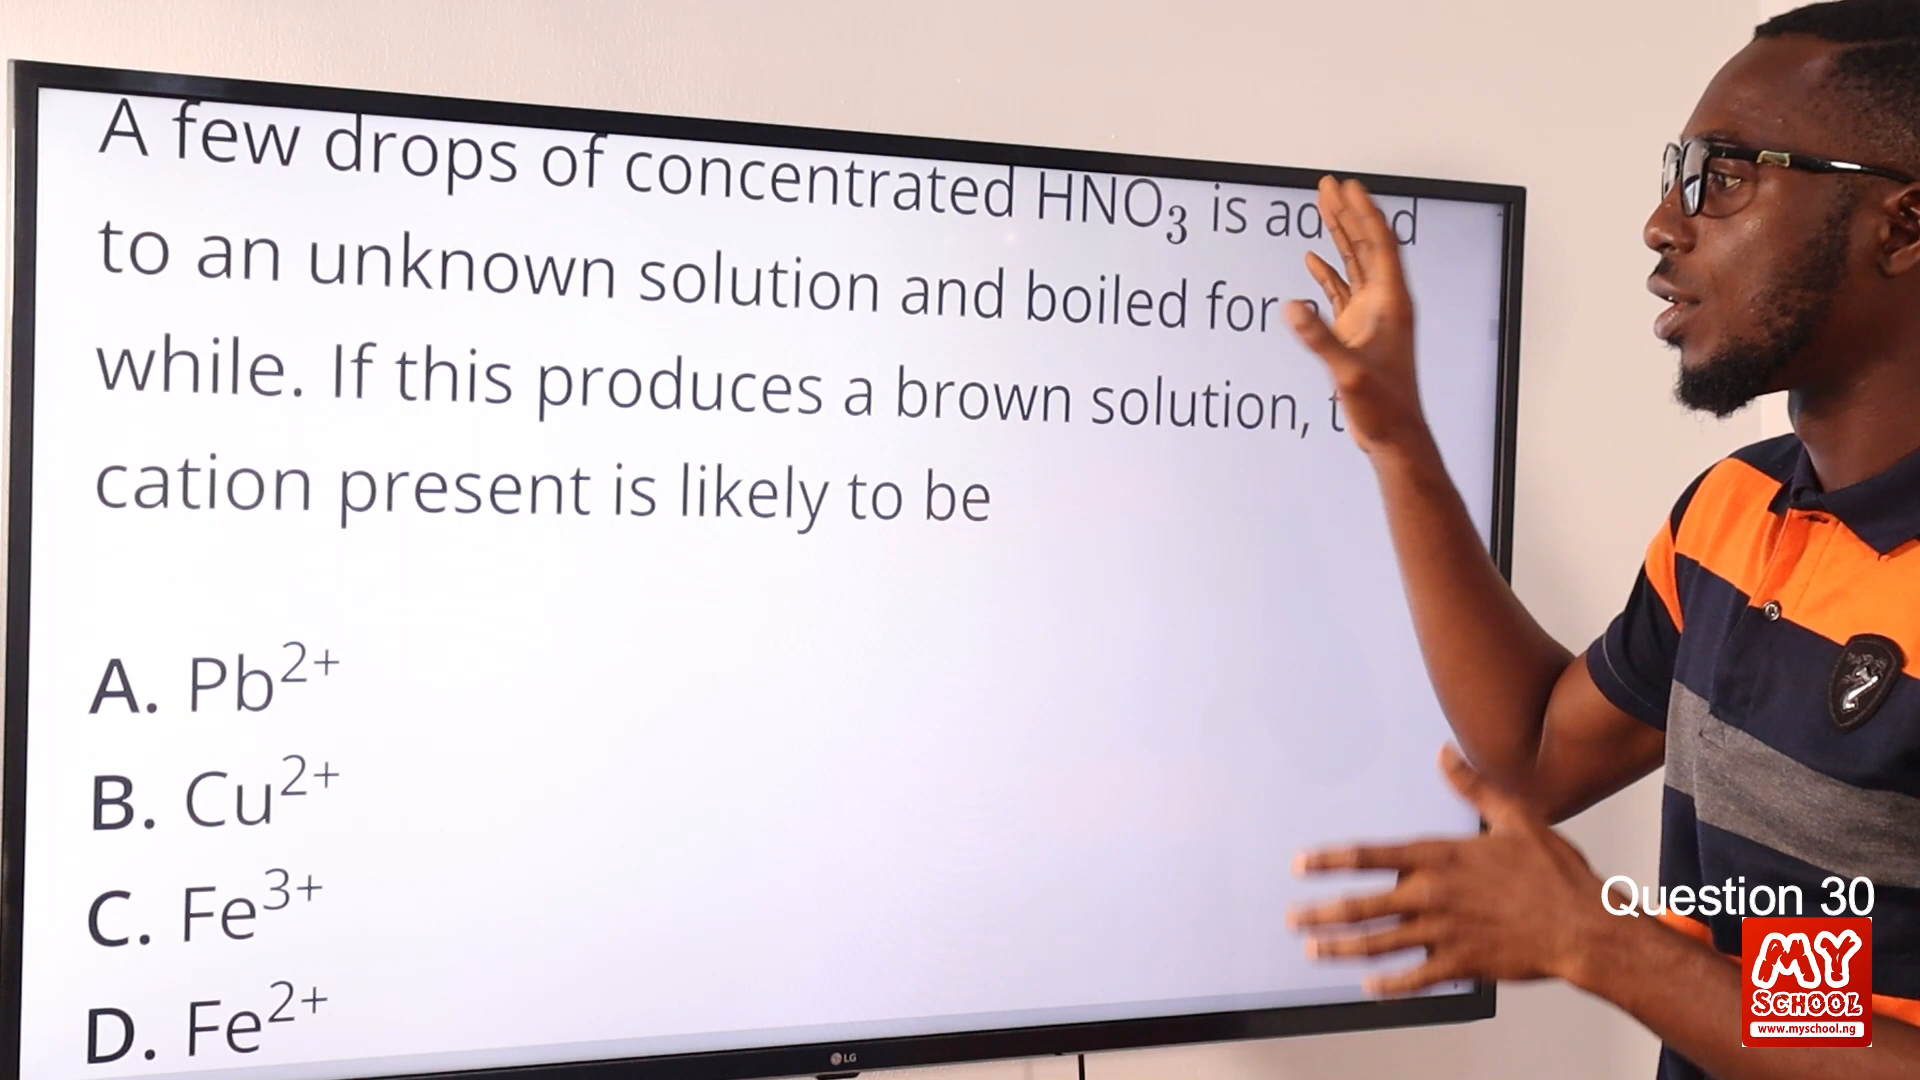 A few drops of concentrated HNO₃ is
to an unknown solution and boiled for
while. If this produces a brown solution,
cation present is likely to be
A. Pb²⁺
B. Cu²⁺
C. Fe³⁺
D. Fe²⁺
LG
Question 30
MY
SCHOOL
www.myschool.ng